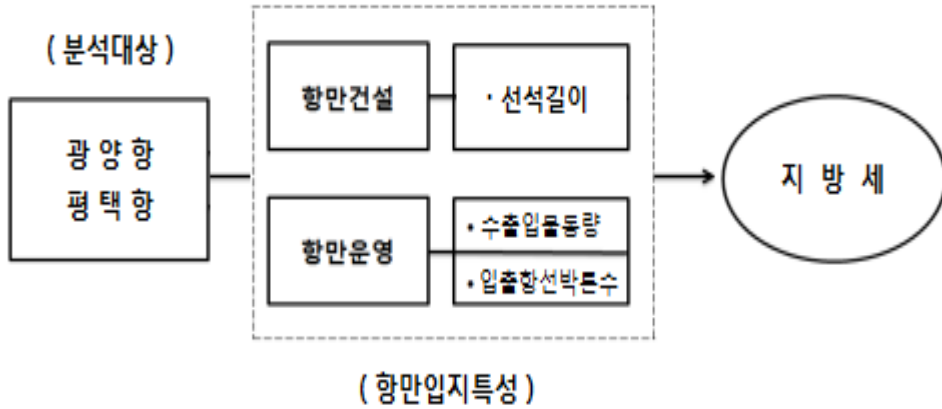 ( 분석대상 )
광 양 항
평 택 항
항만건설
· 선석길이
항만운영
• 수출입물동량
• 입출항선박톤수
( 항만입지특성 )
지 방 세